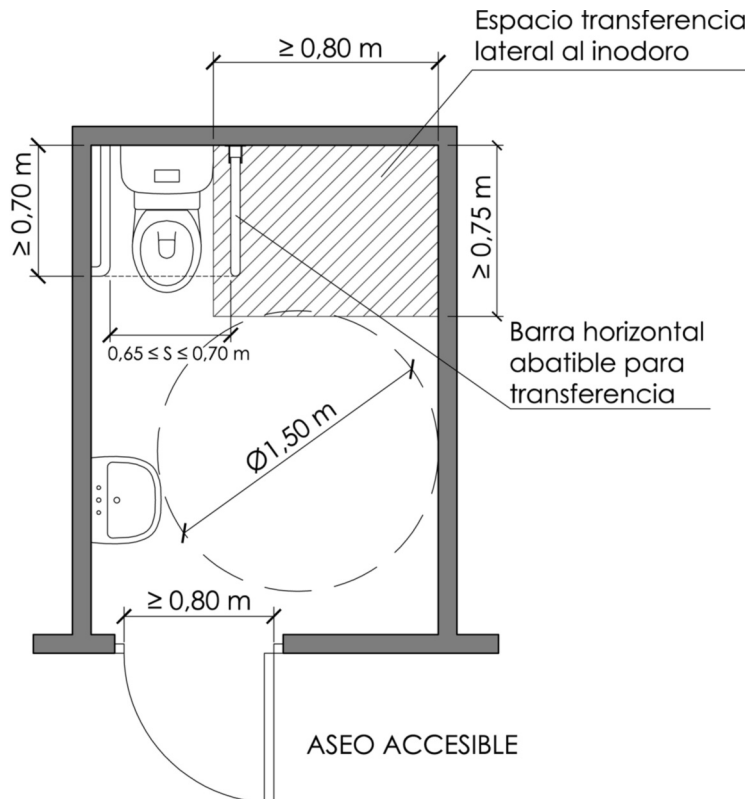 Espacio transferencia
lateral al inodoro
≥ 0,80 m
≥ 0,70 m
≥ 0,75 m
0,65 ≤ S ≤ 0,70 m
Barra horizontal
abatible para
transferencia
Ø1,50 m
≥ 0,80 m
ASEO ACCESIBLE